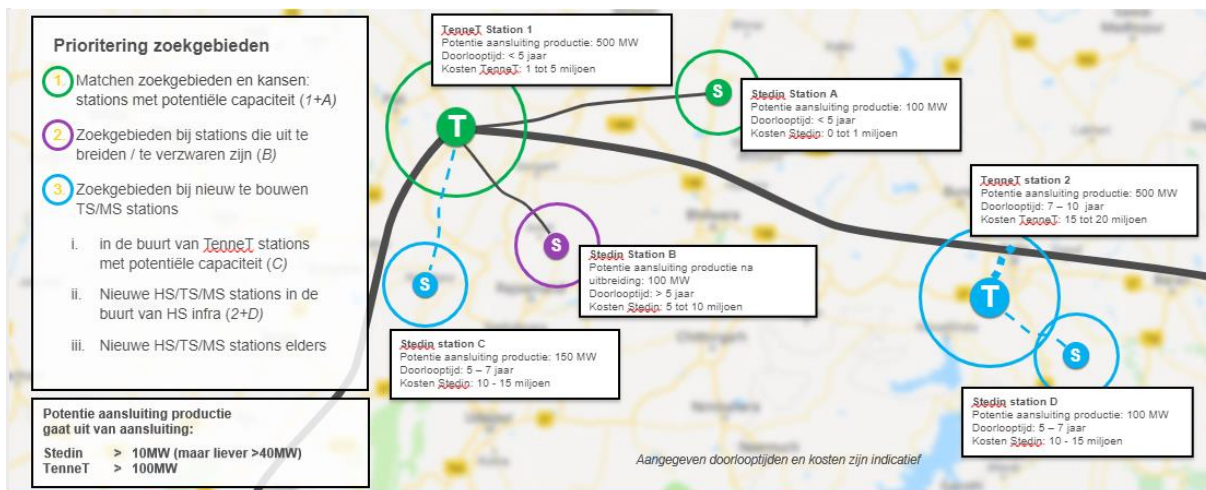 Prioritering zoekgebieden
1. Matchen zoekgebieden en kansen:
stations met potentiële capaciteit (1+A)
2. Zoekgebieden bij stations die uit te
breiden / te verzwaren zijn (B)
3. Zoekgebieden bij nieuw te bouwen
TS/MS stations
i. in de buurt van TenneT stations
met potentiële capaciteit (C)
ii. Nieuwe HS/TS/MS stations in de
buurt van HS infra (2+D)
iii. Nieuwe HS/TS/MS stations elders
Potentie aansluiting productie
gaat uit van aansluiting:
Stedin > 10MW (maar liever >40MW)
TenneT > 100MW
TenneT Station 1
Potentie aansluiting productie: 500 MW
Doorlooptijd: < 5 jaar
Kosten TenneT: 1 tot 5 miljoen
T
S
Stedin Station A
Potentie aansluiting productie: 100 MW
Doorlooptijd: < 5 jaar
Kosten Stedin: 0 tot 1 miljoen
S
Stedin Station B
Potentie aansluiting productie na
uitbreiding: 100 MW
Doorlooptijd: > 5 jaar
Kosten Stedin: 5 tot 10 miljoen
S
Stedin station C
Potentie aansluiting productie: 150 MW
Doorlooptijd: 5 – 7 jaar
Kosten Stedin: 10 - 15 miljoen
TenneT station 2
Potentie aansluiting productie: 500 MW
Doorlooptijd: 7 – 10 jaar
Kosten TenneT: 15 tot 20 miljoen
T
S
Stedin station D
Potentie aansluiting productie: 100 MW
Doorlooptijd: 5 – 7 jaar
Kosten Stedin: 10 - 15 miljoen
Aangegeven doorlooptijden en kosten zijn indicatief